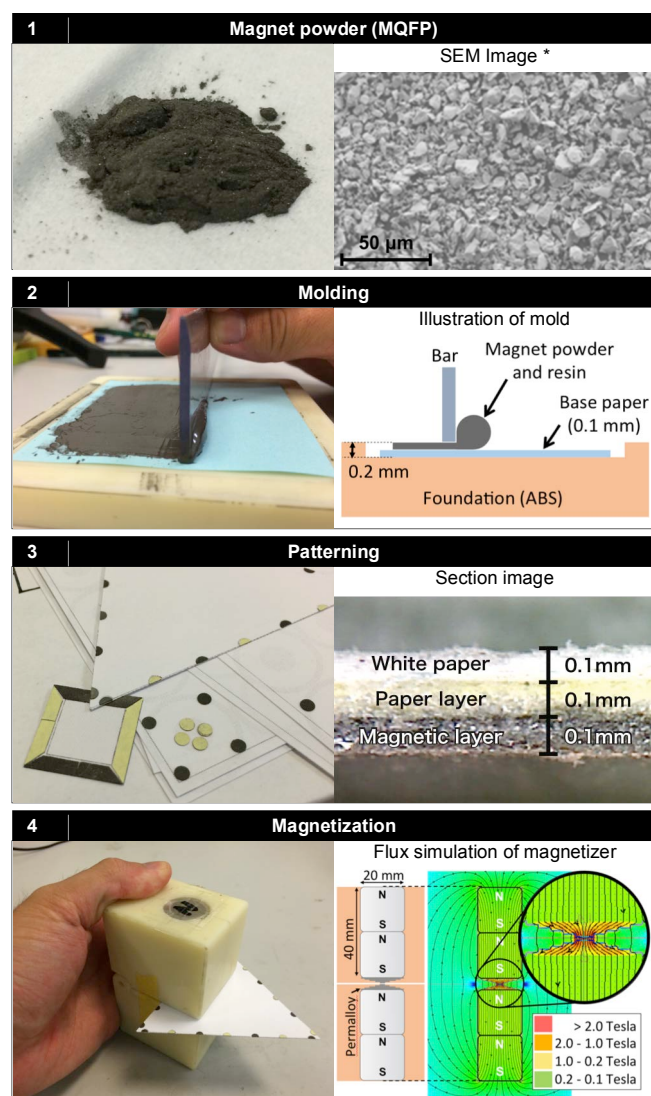 1 Magnet powder (MQFP)
SEM Image *
50 μm
2 Molding
Illustration of mold
Bar
Magnet powder
and resin
Base paper
(0.1 mm)
0.2 mm
Foundation (ABS)
3 Patterning
Section image
White paper 0.1mm
Paper layer 0.1mm
Magnetic layer 0.1mm
4 Magnetization
Flux simulation of magnetizer
20 mm
40 mm
N
S
N
S
Permalloy
N
S
N
S
N
S
N
S
N
S
N
S
> 2.0 Tesla
2.0 - 1.0 Tesla
1.0 - 0.2 Tesla
0.2 - 0.1 Tesla